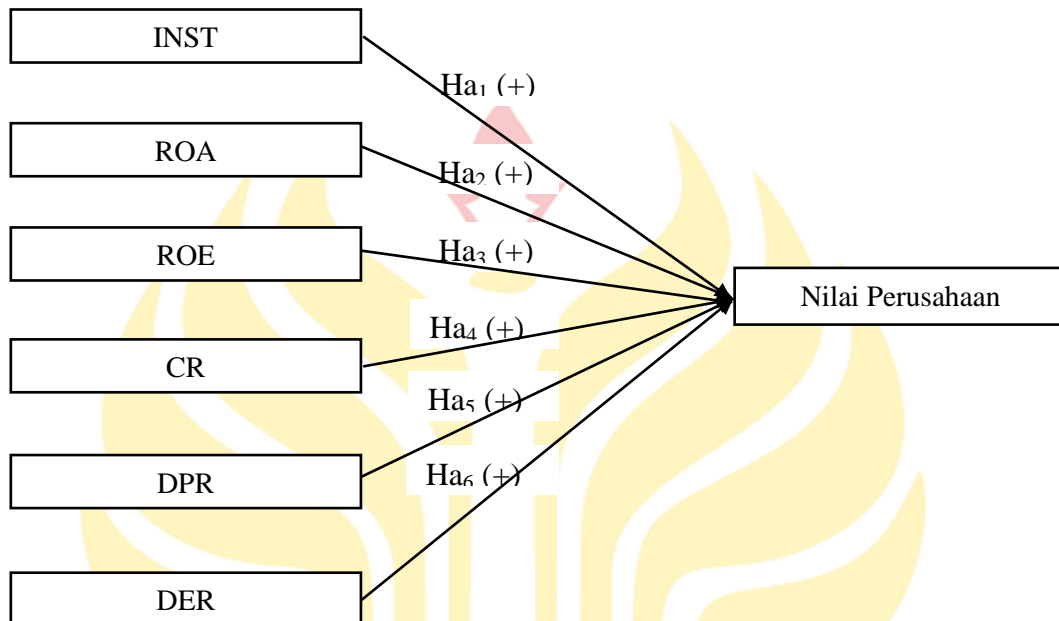 INST
Ha₁ (+)
ROA
Ha₂ (+)
ROE
Ha₃ (+)
Nilai Perusahaan
Ha₄ (+)
CR
Ha₅ (+)
DPR
Ha₆ (+)
DER